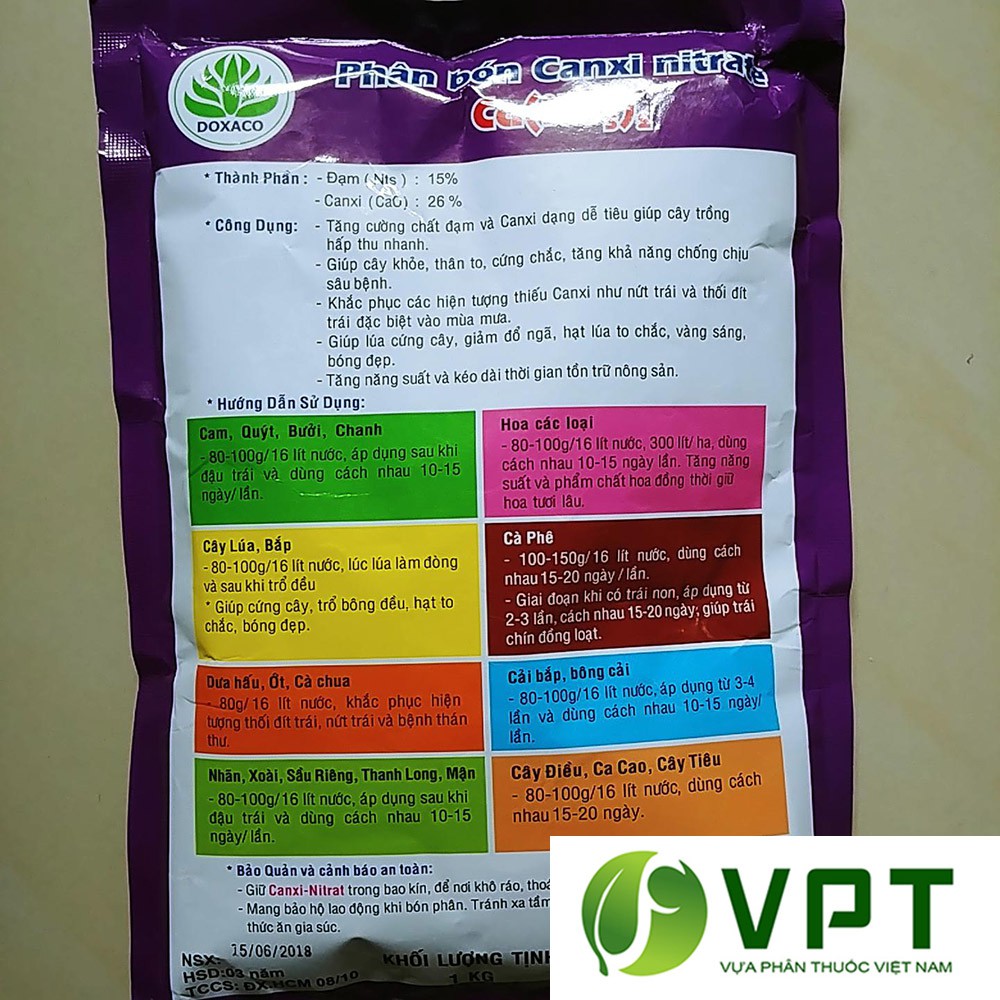 DOXACO
Phân bón Canxi nitrate
* Thành Phần : - Đạm ( Nts ) : 15%
- Canxi (CaO) : 26 %
* Công Dụng: - Tăng cường chất đạm và Canxi dạng dễ tiêu giúp cây trồng
hấp thu nhanh.
- Giúp cây khỏe, thân to, cứng chắc, tăng khả năng chống chịu
sâu bệnh.
- Khắc phục các hiện tượng thiếu Canxi như nứt trái và thối đít
trái đặc biệt vào mùa mưa.
- Giúp lúa cứng cây, giảm đổ ngã, hạt lúa to chắc, vàng sáng,
bóng đẹp.
- Tăng năng suất và kéo dài thời gian tồn trữ nông sản.
* Hướng Dẫn Sử Dụng:
Cam, Quýt, Bưởi, Chanh
- 80-100g/ 16 lít nước, áp dụng sau khi
đậu trái và dùng cách nhau 10-15
ngày/ lần.
Hoa các loại
- 80-100g/16 lít nước, 300 lít/ ha, dùng
cách nhau 10-15 ngày lần. Tăng năng
suất và phẩm chất hoa đồng thời giữ
hoa tươi lâu.
Cây Lúa, Bắp
- 80-100g/16 lít nước, lúc lúa làm đòng
và sau khi trổ đều
* Giúp cứng cây, trổ bông đều, hạt to
chắc, bóng đẹp.
Cà Phê
- 100-150g/16 lít nước, dùng cách
nhau 15-20 ngày / lần.
- Giai đoạn khi có trái non, áp dụng từ
2-3 lần, cách nhau 15-20 ngày, giúp trái
chín đồng loạt.
Dưa hấu, Ớt, Cà chua
- 80g/ 16 lít nước, khắc phục hiện
tượng thối đít trái, nứt trái và bệnh thán
thư.
Cải bắp, bông cải
- 80-100g/16 lít nước, áp dụng từ 3-4
lần và dùng cách nhau 10-15 ngày/
lần.
Nhãn, Xoài, Sầu Riêng, Thanh Long, Mận
- 80-100g/16 lít nước, áp dụng sau khi
đậu trái và dùng cách nhau 10-15
ngày/ lần.
Cây Điều, Ca Cao, Cây Tiêu
- 80-100g/16 lít nước, dùng cách
nhau 15-20 ngày.
* Bảo Quản và cảnh báo an toàn:
- Giữ Canxi-Nitrat trong bao kín, để nơi khô ráo,
- Mang bảo hộ lao động khi bón phân. Tránh xa
thức ăn gia súc.
NSX: 15/06/2018
HSD: 03 năm
TCCS: ĐX.HCM 08/10
KHỐI LƯỢNG TỊNH
1 KG
VPT
VỰA PHÂN THUỐC VIỆT NAM